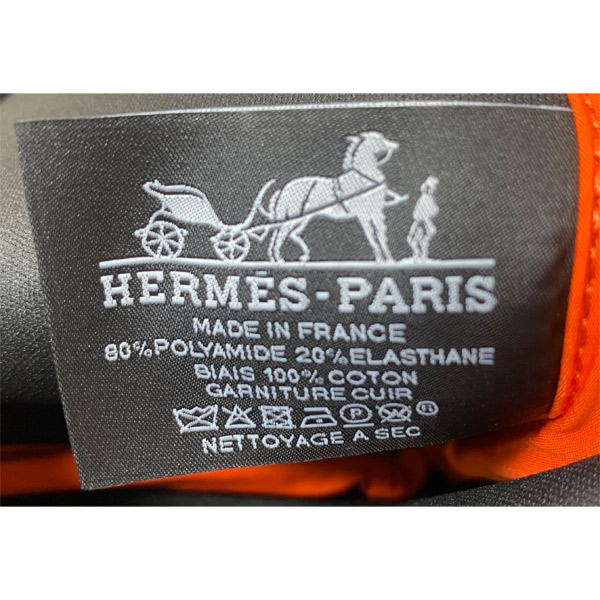 HERMÈS-PARIS
MADE IN FRANCE
80%POLYAMIDE 20%ELASTHANE
BIAIS 100% COTON
GARNITURE CUIR
P W ®
NETTOYAGE A SEC